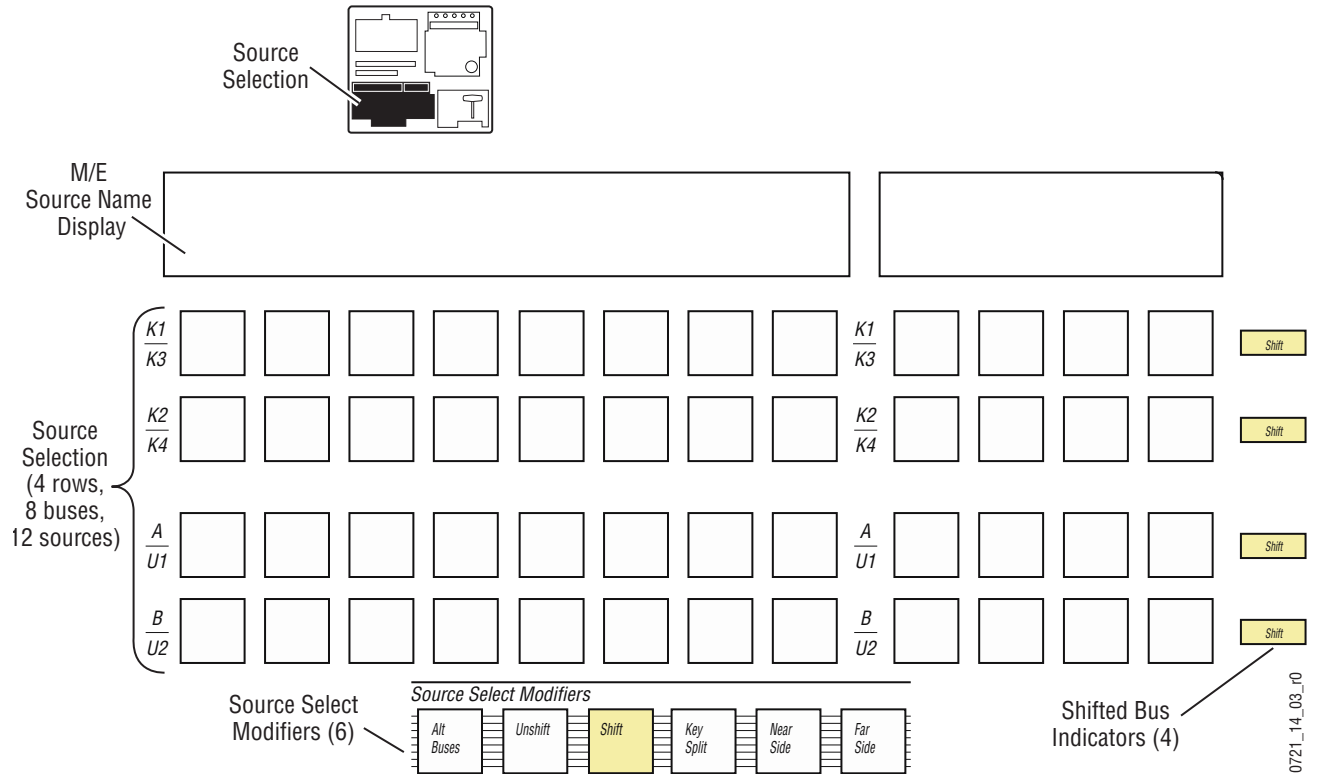 Source
Selection
M/E
Source Name
Display
K1
K3
K1
K3
Shift
K2
K4
K2
K4
Shift
Source
Selection
(4 rows,
8 buses,
12 sources)
A
U1
A
U1
Shift
B
U2
B
U2
Shift
Source Select
Modifiers (6)
Source Select Modifiers
Alt
Buses
Unshift
Shift
Key
Split
Near
Side
Far
Side
Shifted Bus
Indicators (4)
0721_14_03_r0